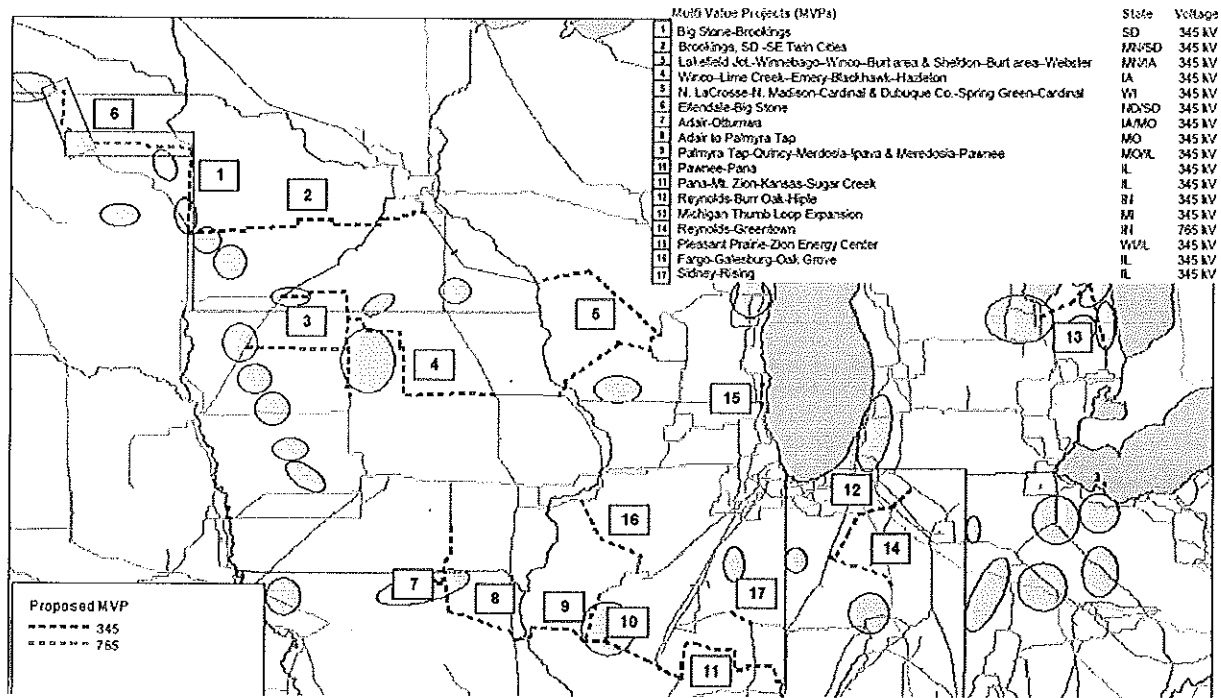 Multi Value Projects (MVPs) State Voltage
1 Big Stone-Brookings SD 345 kV
2 Brookings, SD -SE Twin Cities MN/SD 345 kV
3 Lakefield Jct.-Winnebago-Winco-Burt area & Sheldon-Burt area-Webster MN/IA 345 kV
4 Winco-Lime Creek-Emery-Blackhawk-Hazleton IA 345 kV
5 N. LaCrosse-N. Madison-Cardinal & Dubuque Co.-Spring Green-Cardinal WI 345 kV
6 Ellendale-Big Stone ND/SD 345 kV
7 Adair-Ottumwa IA/MO 345 kV
8 Adair to Palmyra Tap MO 345 kV
9 Palmyra Tap-Quincy-Merdosia-Ipava & Meredosia-Pawnee MO/IL 345 kV
10 Pawnee-Pana IL 345 kV
11 Pana-Mt. Zion-Kansas-Sugar Creek IL 345 kV
12 Reynolds-Burr Oak-Hiple IN 345 kV
13 Michigan Thumb Loop Expansion MI 345 kV
14 Reynolds-Greentown IN 765 kV
15 Pleasant Prairie-Zion Energy Center WI/IL 345 kV
16 Fargo-Galesburg-Oak Grove IL 345 kV
17 Sidney-Rising IL 345 kV
6
1
2
3
4
5
13
15
12
16
14
7
8
9
10
17
11
Proposed MVP
345
765